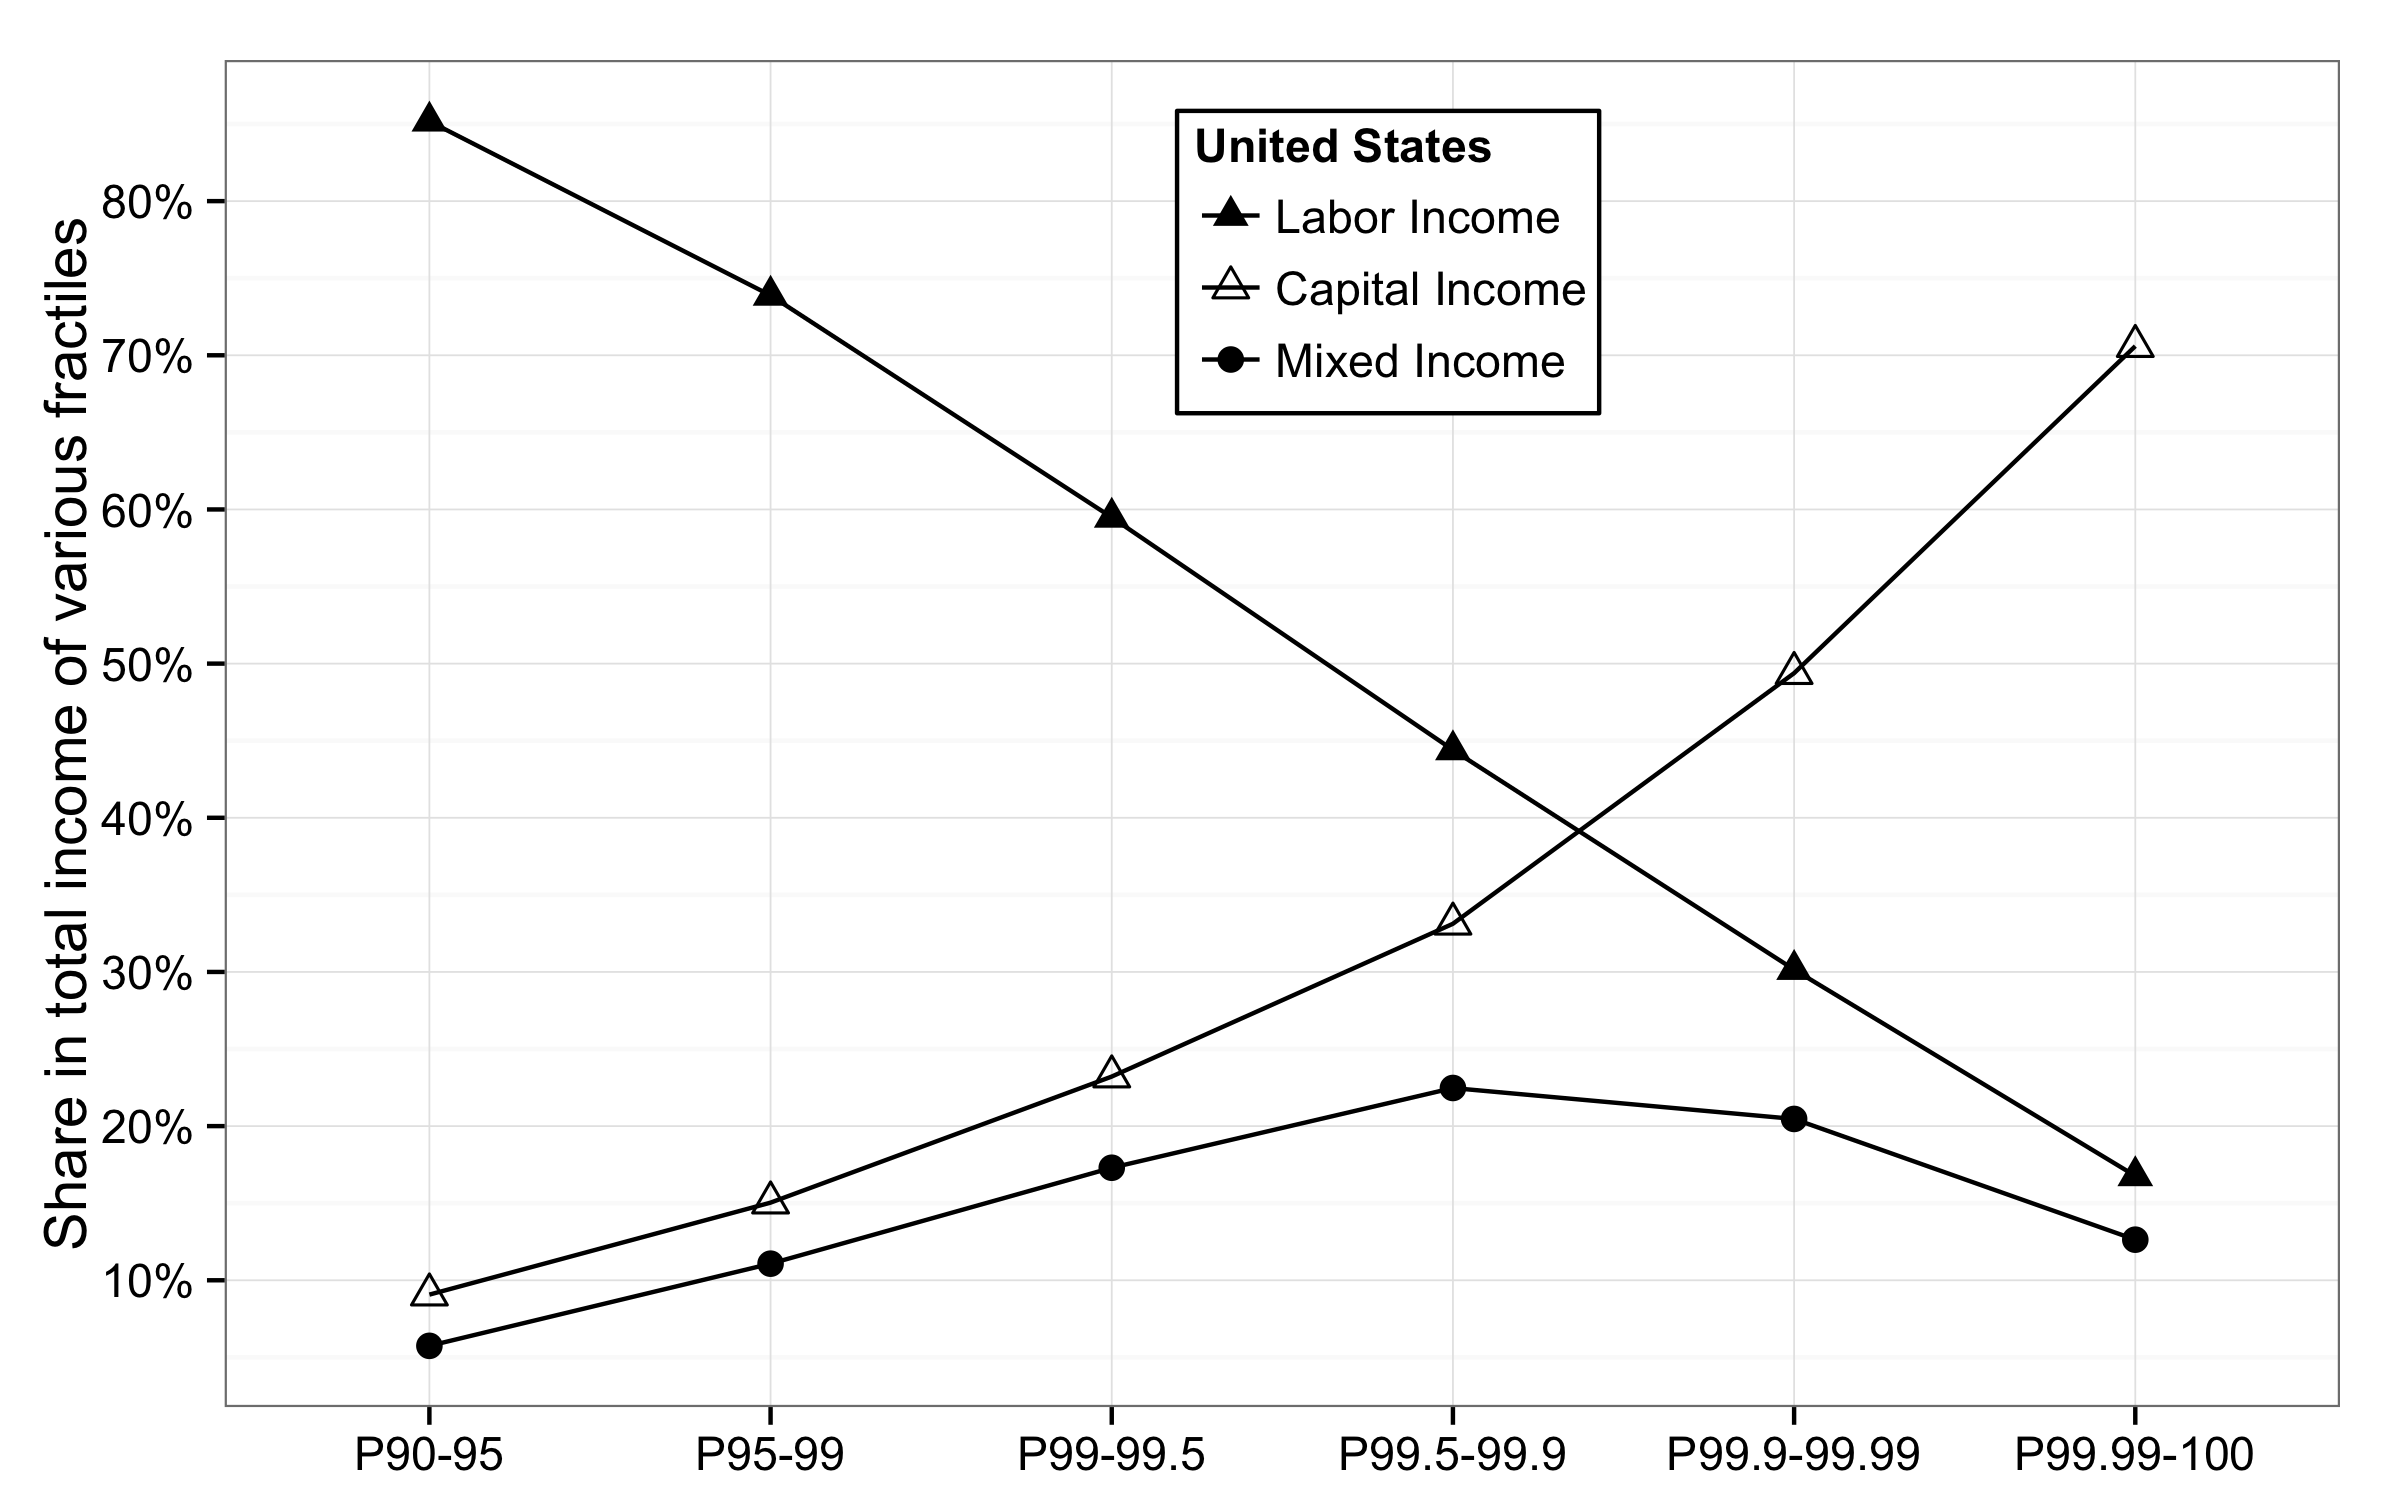 United States
Labor Income
Capital Income
Mixed Income
Share in total income of various fractiles
80%
70%
60%
50%
40%
30%
20%
10%
P90-95
P95-99
P99-99.5
P99.5-99.9
P99.9-99.99
P99.99-100